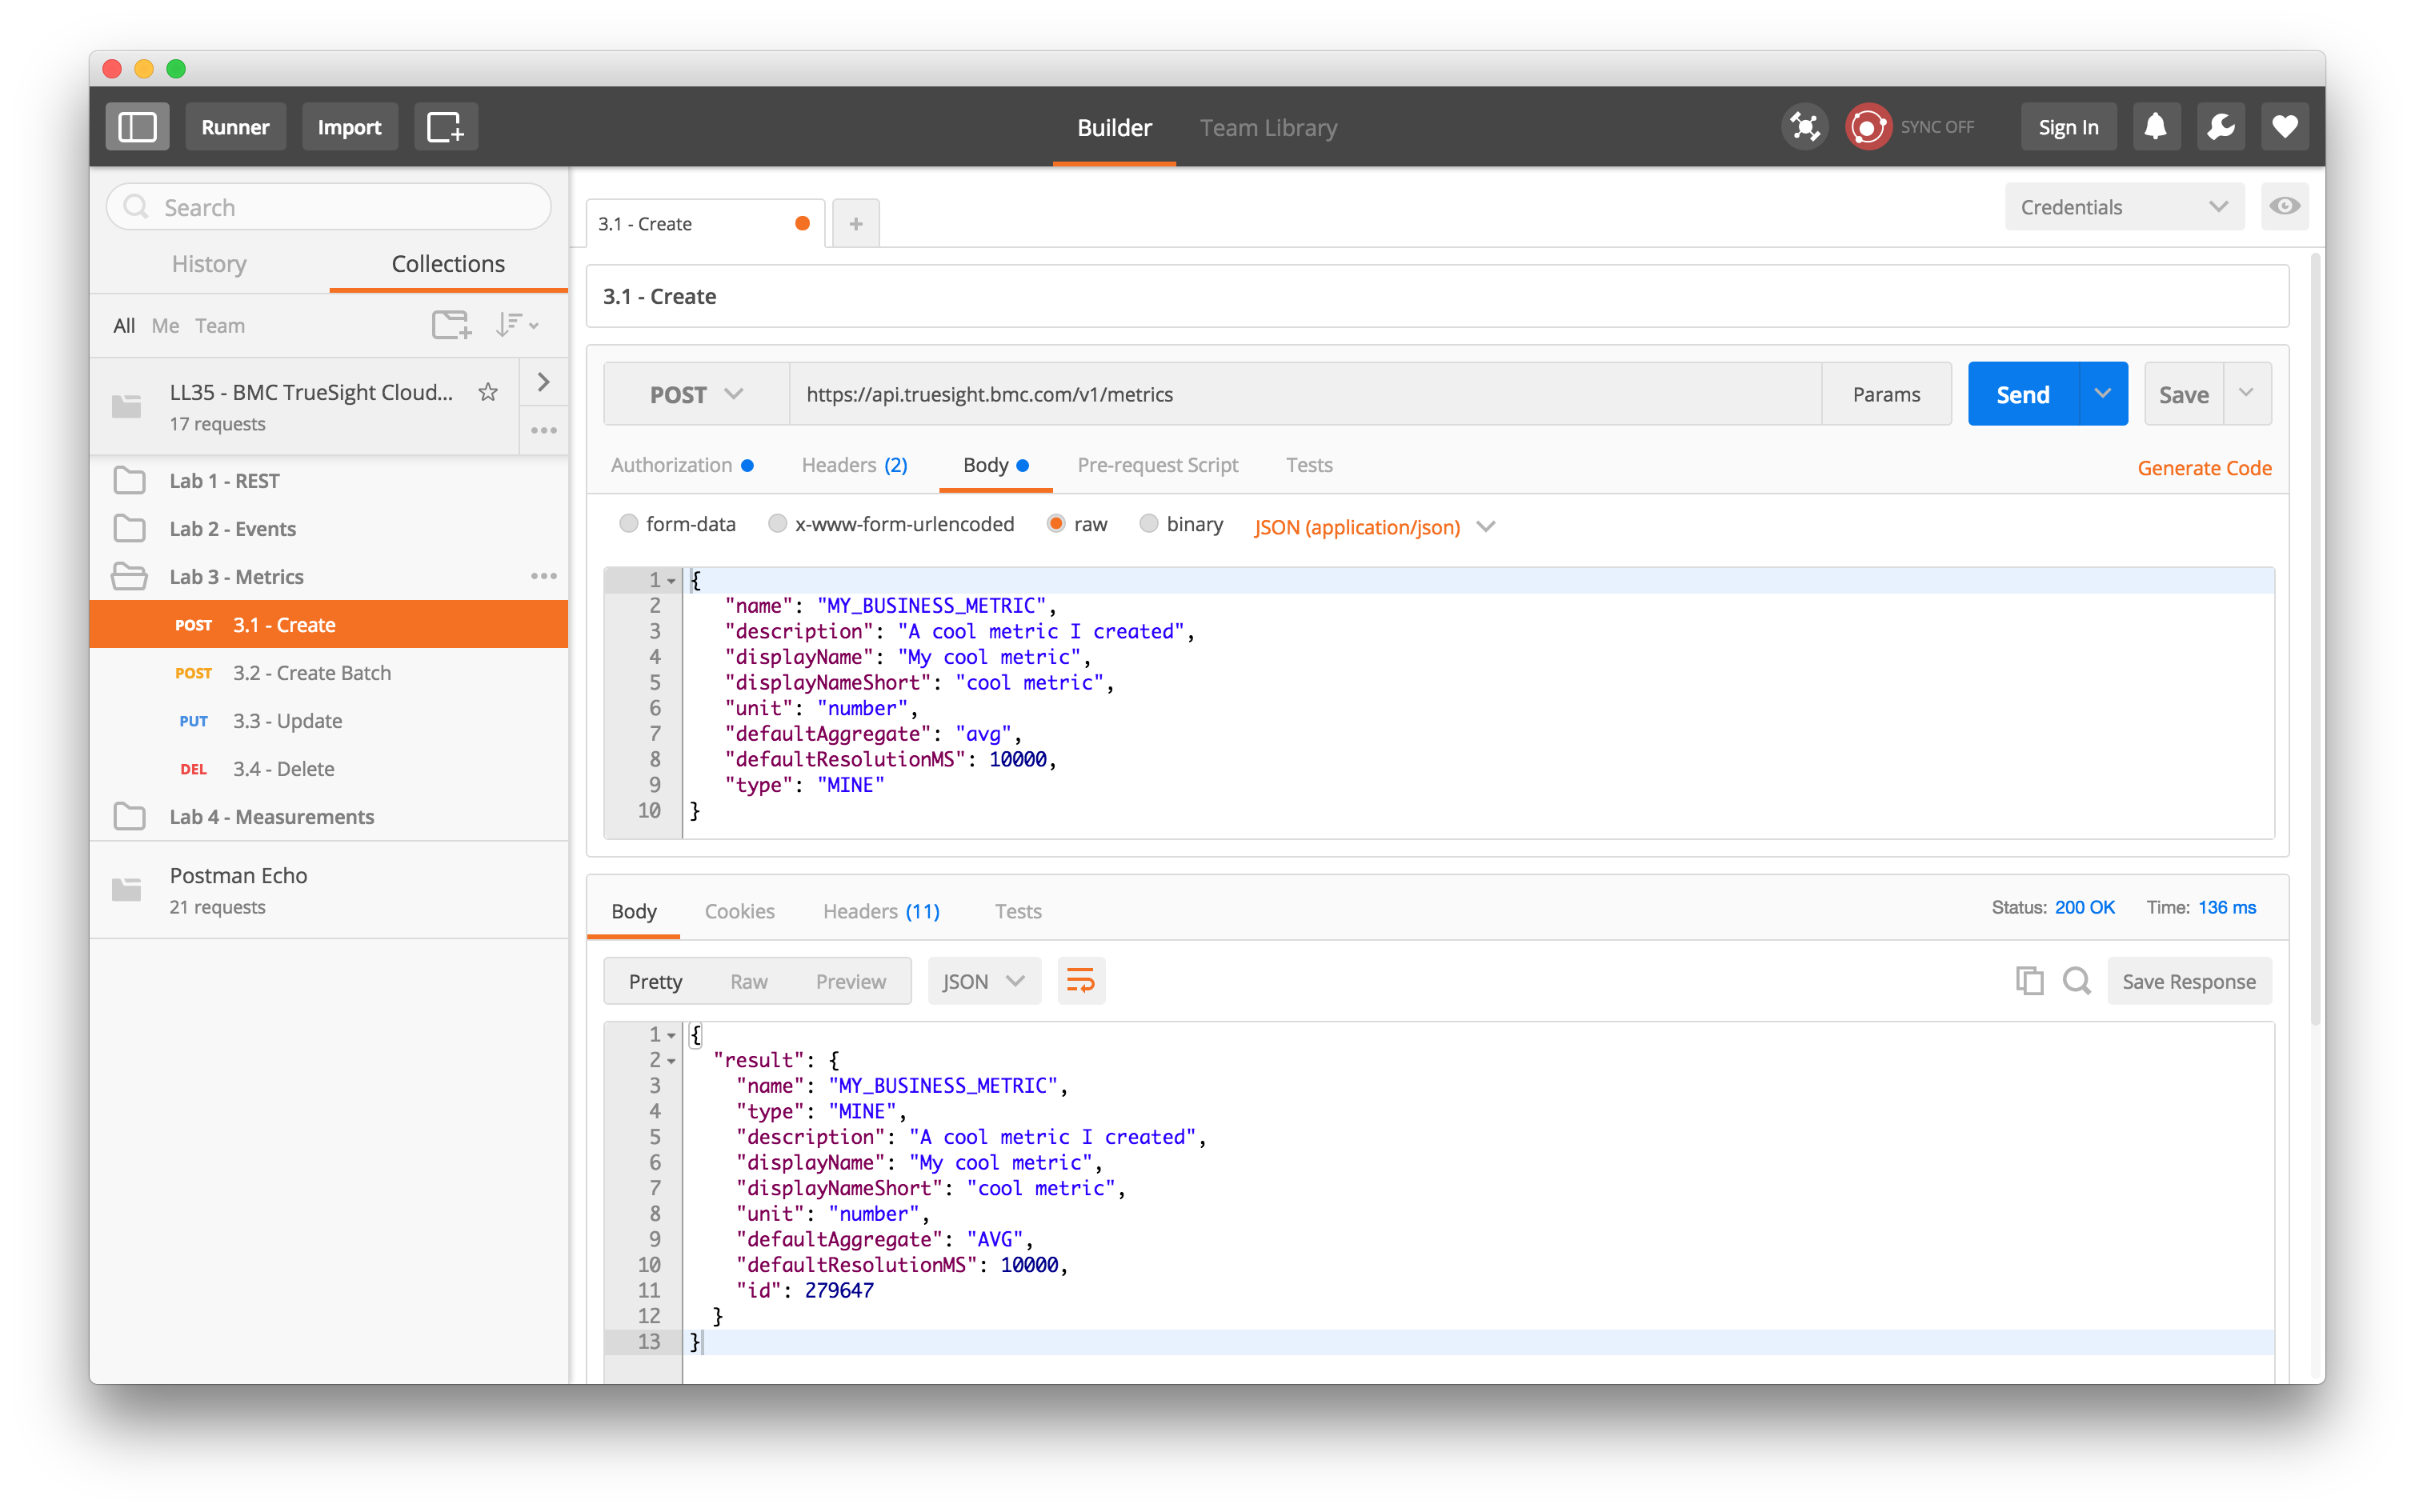 Runner Import Builder Team Library SYNC OFF Sign In
Search
History Collections
All Me Team
LL35 - BMC TrueSight Cloud...
17 requests
Lab 1 - REST
Lab 2 - Events
Lab 3 - Metrics
POST 3.1 - Create
POST 3.2 - Create Batch
PUT 3.3 - Update
DEL 3.4 - Delete
Lab 4 - Measurements
Postman Echo
21 requests
3.1 - Create + Credentials
3.1 - Create
POST https://api.truesight.bmc.com/v1/metrics Params Send Save
Authorization Headers (2) Body Pre-request Script Tests Generate Code
form-data x-www-form-urlencoded raw binary JSON (application/json)
1 {
2 "name": "MY_BUSINESS_METRIC",
3 "description": "A cool metric I created",
4 "displayName": "My cool metric",
5 "displayNameShort": "cool metric",
6 "unit": "number",
7 "defaultAggregate": "avg",
8 "defaultResolutionMS": 10000,
9 "type": "MINE"
10 }
Body Cookies Headers (11) Tests Status: 200 OK Time: 136 ms
Pretty Raw Preview JSON Save Response
1 {
2 "result": {
3 "name": "MY_BUSINESS_METRIC",
4 "type": "MINE",
5 "description": "A cool metric I created",
6 "displayName": "My cool metric",
7 "displayNameShort": "cool metric",
8 "unit": "number",
9 "defaultAggregate": "AVG",
10 "defaultResolutionMS": 10000,
11 "id": 279647
12 }
13 }